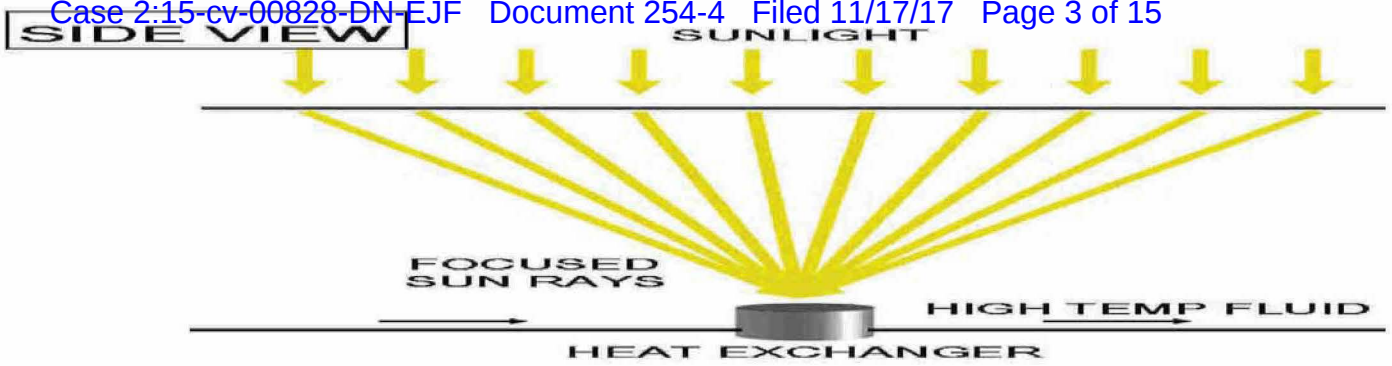 Case 2:15-cv-00828-DN-EJF Document 254-4 Filed 11/17/17 Page 3 of 15
SIDE VIEW
SUNLIGHT
FOCUSED
SUN RAYS
HIGH TEMP FLUID
HEAT EXCHANGER